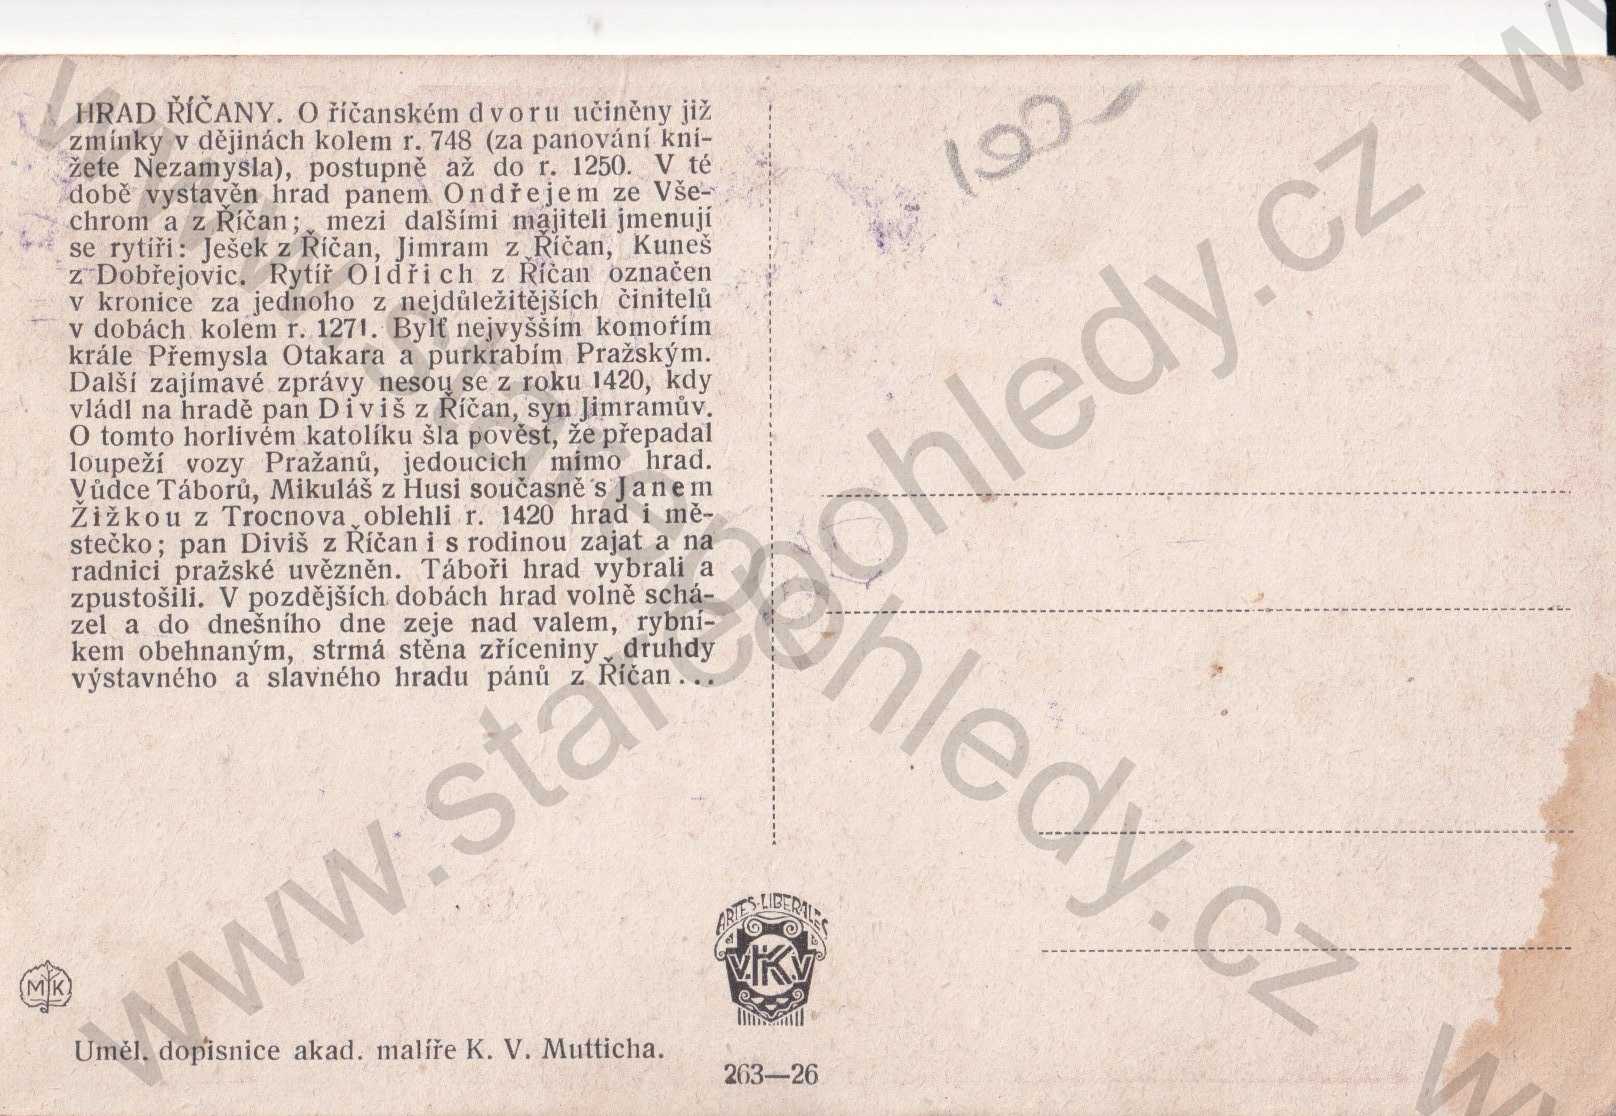 HRAD ŘÍČANY. O říčanském dvoru učiněny již
zmínky v dějinách kolem r. 748 (za panování kní-
žete Nezamysla), postupně až do r. 1250. V té
době vystavěn hrad panem Ondřejem ze Vše-
chrom a z Říčan; mezi dalšími majiteli jmenují
se rytíři: Ješek z Říčan, Jimram z Říčan, Kuneš
z Dobřejovic. Rytíř Oldřich z Říčan označen
v kronice za jednoho z nejdůležitějších činitelů
v dobách kolem r. 1271. Bylť nejvyšším komořím
krále Přemysla Otakara a purkrabím Pražským.
Další zajímavé zprávy nesou se z roku 1420, kdy
vládl na hradě pan Diviš z Říčan, syn Jimramův.
O tomto horlivém katolíku šla pověst, že přepadal
loupeží vozy Pražanů, jedoucích mimo hrad.
Vůdce Táborů, Mikuláš z Husi současně s Janem
Žižkou z Trocnova oblehli r. 1420 hrad i mě-
stečko; pan Diviš z Říčan i s rodinou zajat a na
radnici pražské uvězněn. Táboři hrad vybrali a
zpustošili. V pozdějších dobách hrad volně schá-
zel a do dnešního dne zeje nad valem, rybní-
kem obehnaným, strmá stěna zříceniny druhdy
výstavného a slavného hradu pánů z Říčan...
ARTES·LIBERALES
V.KK.V
MK
Uměl. dopisnice akad. malíře K. V. Mutticha.
263—26
www.starepohledy.cz
www.starepohledy.cz